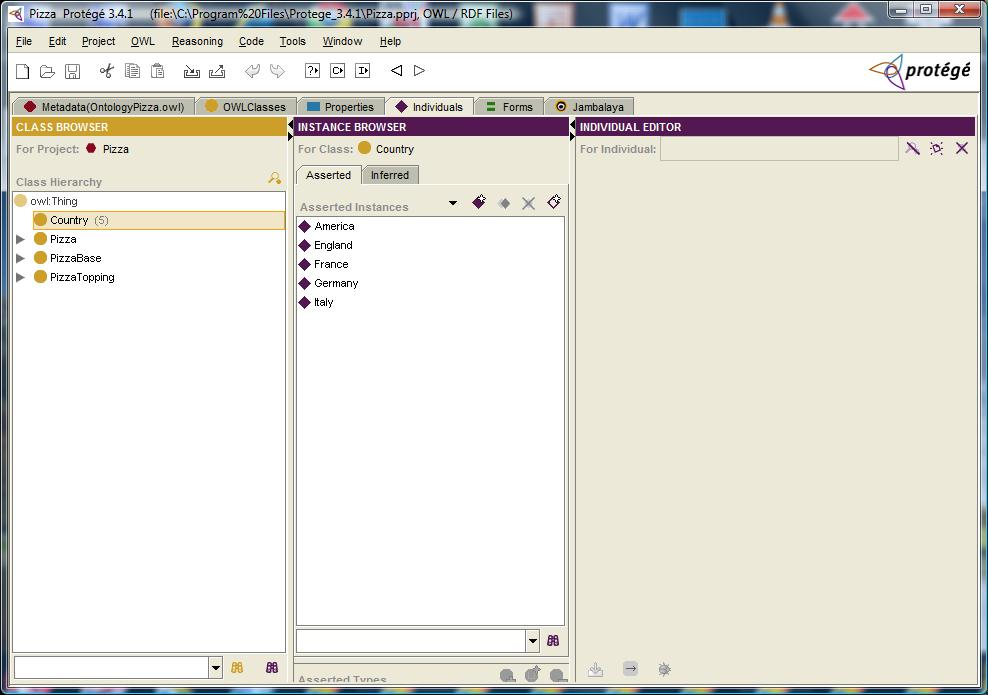 Pizza  Protégé 3.4.1    (file:\C:\Program%20Files\Protege_3.4.1\Pizza.pprj, OWL / RDF Files)
File  Edit  Project  OWL  Reasoning  Code  Tools  Window  Help
protégé
Metadata(OntologyPizza.owl)  OWLClasses  Properties  Individuals  Forms  Jambalaya
CLASS BROWSER
For Project: Pizza
Class Hierarchy
owl:Thing
Country (5)
Pizza
PizzaBase
PizzaTopping
INSTANCE BROWSER
For Class: Country
Asserted  Inferred
Asserted Instances
America
England
France
Germany
Italy
Asserted Types
INDIVIDUAL EDITOR
For Individual: